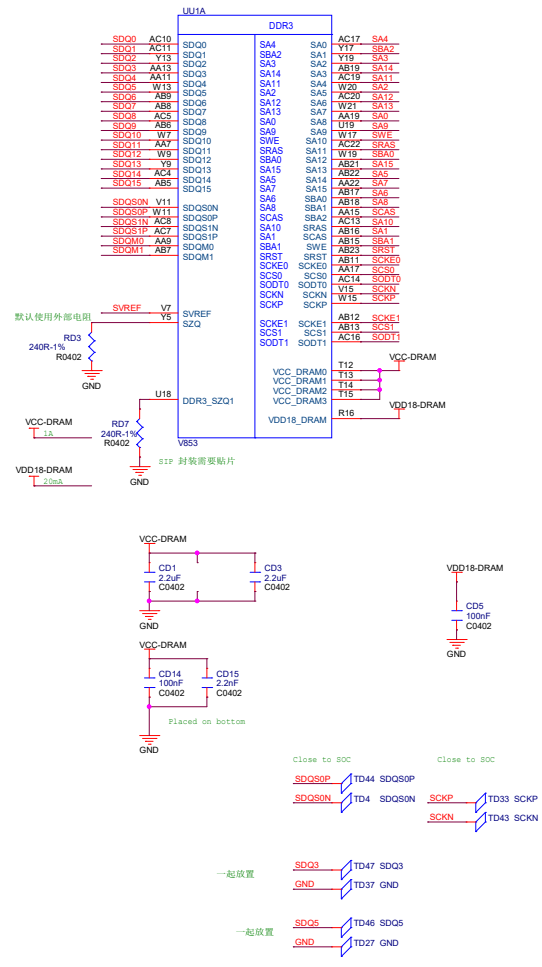 UU1A
DDR3
SDQ0 AC10 SDQ0 SA4 SA0 AC17 SA4
SDQ1 AC11 SDQ1 SBA2 SA1 Y17 SBA2
SDQ2 Y13 SDQ2 SA3 SA2 Y19 SA3
SDQ3 AA13 SDQ3 SA14 SA3 AB19 SA14
SDQ4 AA11 SDQ4 SA11 SA4 AC19 SA11
SDQ5 W13 SDQ5 SA2 SA5 W20 SA2
SDQ6 AB9 SDQ6 SA12 SA6 AC20 SA12
SDQ7 AB8 SDQ7 SA13 SA7 W21 SA13
SDQ8 AC5 SDQ8 SA0 SA8 AA19 SA0
SDQ9 AB6 SDQ9 SA9 SA9 U19 SA9
SDQ10 W7 SDQ10 SWE SA10 W17 SWE
SDQ11 AA7 SDQ11 SRAS SA11 AC22 SRAS
SDQ12 W9 SDQ12 SBA0 SA12 W19 SBA0
SDQ13 Y9 SDQ13 SA15 SA13 AB21 SA15
SDQ14 AC4 SDQ14 SA5 SA14 AB22 SA5
SDQ15 AB5 SDQ15 SA7 SA15 AA22 SA7
SA6 SBA0 AB17 SA6
SDQS0N V11 SDQS0N SA8 SBA1 AB18 SA8
SDQS0P W11 SDQS0P SCAS SBA2 AA15 SCAS
SDQS1N AC8 SDQS1N SA10 SRAS AC13 SA10
SDQS1P AC7 SDQS1P SA1 SCAS AB16 SA1
SDQM0 AA9 SDQM0 SBA1 SWE AB15 SBA1
SDQM1 AB7 SDQM1 SRST SRST AB23 SRST
SCKE0 SCKE0 AB11 SCKE0
SCS0 SCS0 AA17 SCS0
SODT0 SODT0 AC14 SODT0
SCKN SCKN V15 SCKN
SCKP SCKP W15 SCKP
SVREF V7 SVREF
默认使用外部电阻 Y5 SZQ SCKE1 SCKE1 AB12 SCKE1
SCS1 SCS1 AB13 SCS1
SODT1 SODT1 AC16 SODT1
RD3
240R-1%
R0402
GND
VCC_DRAM0 T12 VCC-DRAM
VCC_DRAM1 T13
VCC_DRAM2 T14
VCC_DRAM3 T15
U18 DDR3_SZQ1
VDD18_DRAM R16 VDD18-DRAM
V853
RD7
240R-1%
R0402
GND
SIP 封装需要贴片
VCC-DRAM
1A
VDD18-DRAM
20mA
VCC-DRAM
CD1
2.2uF
C0402
CD3
2.2uF
C0402
GND
VDD18-DRAM
CD5
100nF
C0402
GND
VCC-DRAM
CD14
100nF
C0402
CD15
2.2nF
C0402
Placed on bottom
GND
Close to SOC
Close to SOC
SDQS0P TD44 SDQS0P
SDQS0N TD4 SDQS0N
SCKP TD33 SCKP
SCKN TD43 SCKN
一起放置
SDQ3 TD47 SDQ3
GND TD37 GND
一起放置
SDQ5 TD46 SDQ5
GND TD27 GND